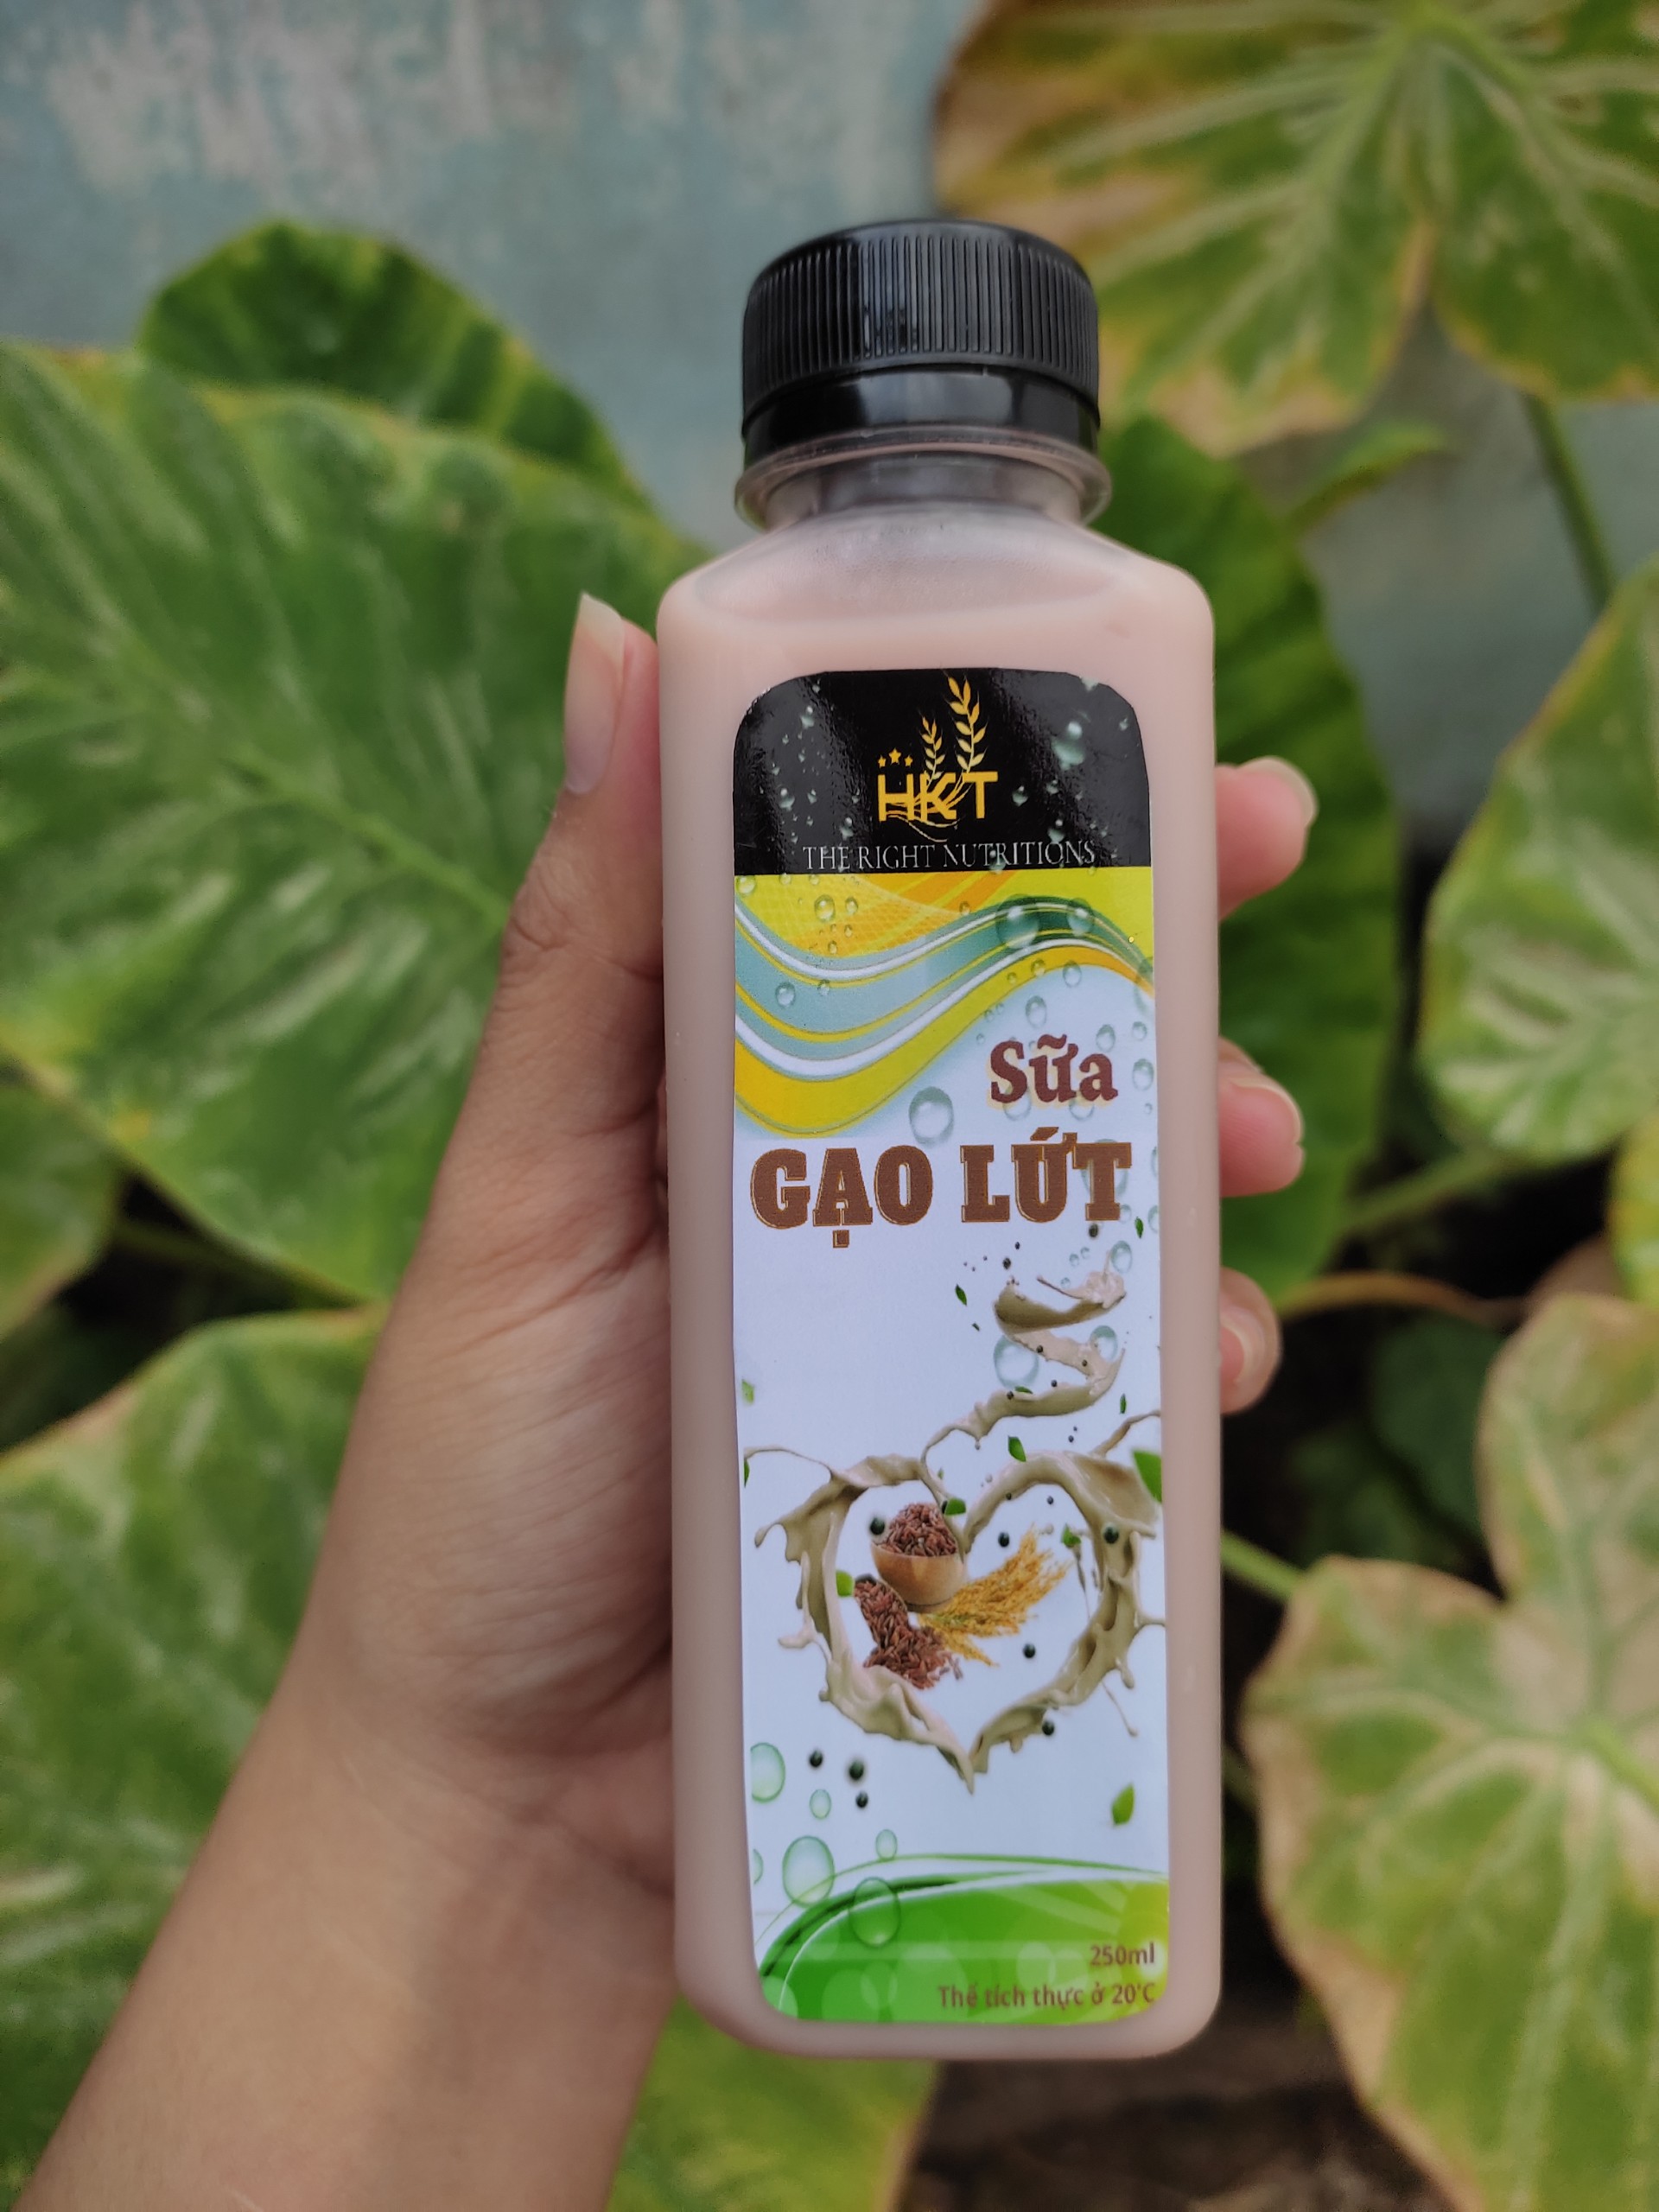 HKT
THE RIGHT NUTRITIONS
Sữa
GẠO LỨT
250ml
Thể tích thực ở 20°C